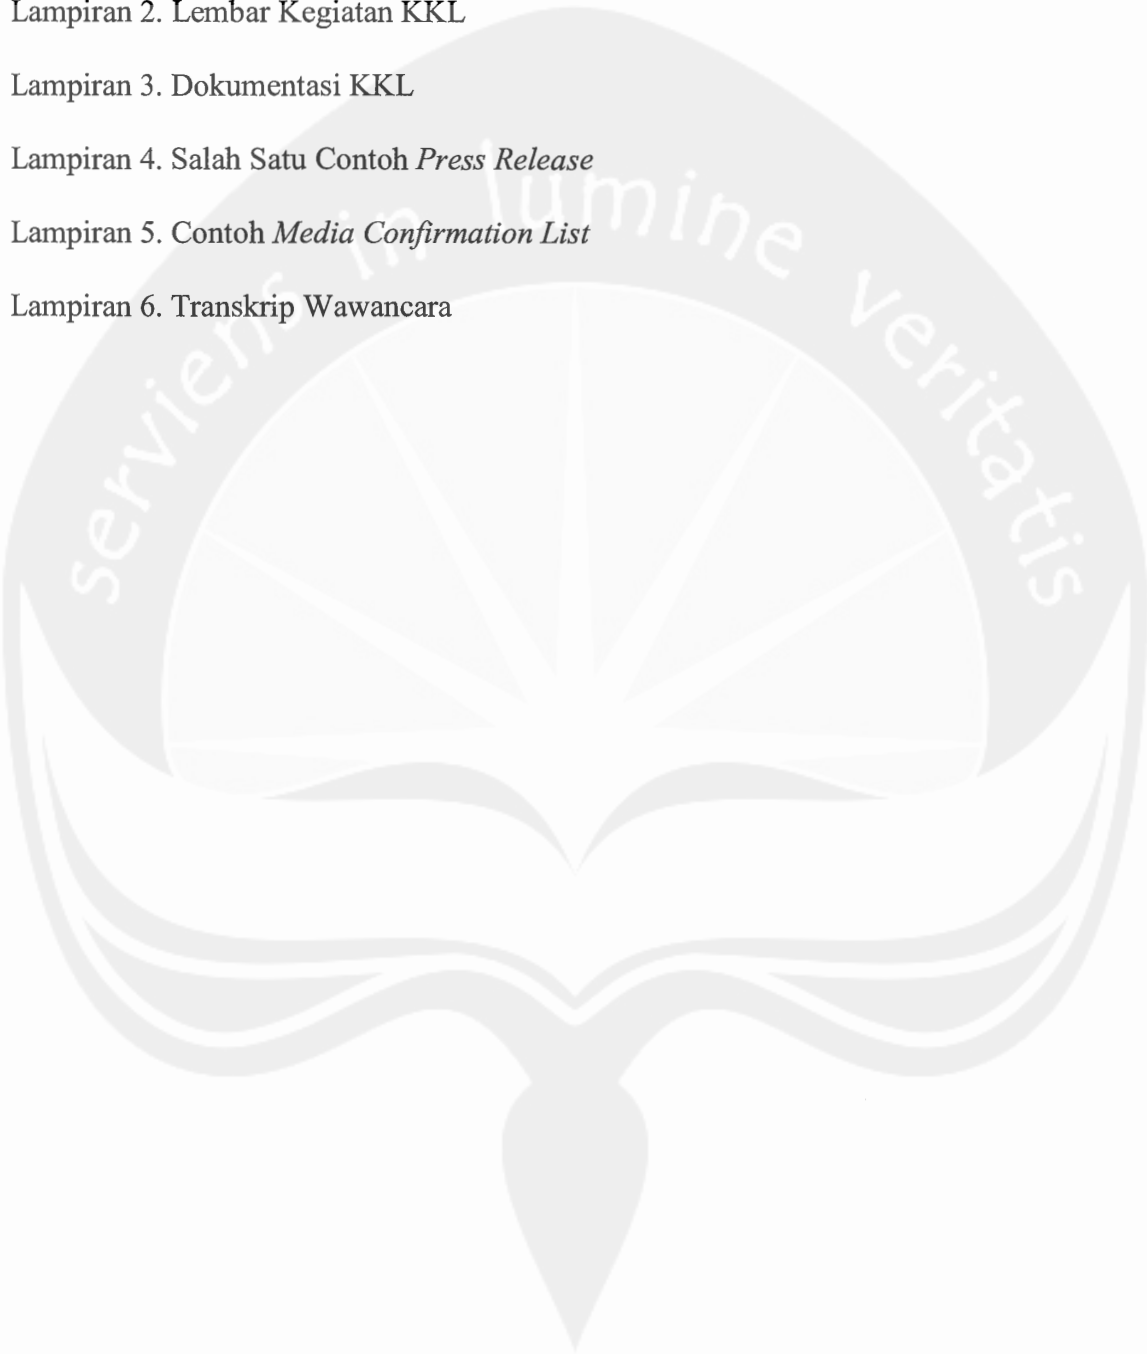 Lampiran 2. Lembar Kegiatan KKL
Lampiran 3. Dokumentasi KKL
Lampiran 4. Salah Satu Contoh Press Release
Lampiran 5. Contoh Media Confirmation List
Lampiran 6. Transkrip Wawancara
serviens in lumine veritatis